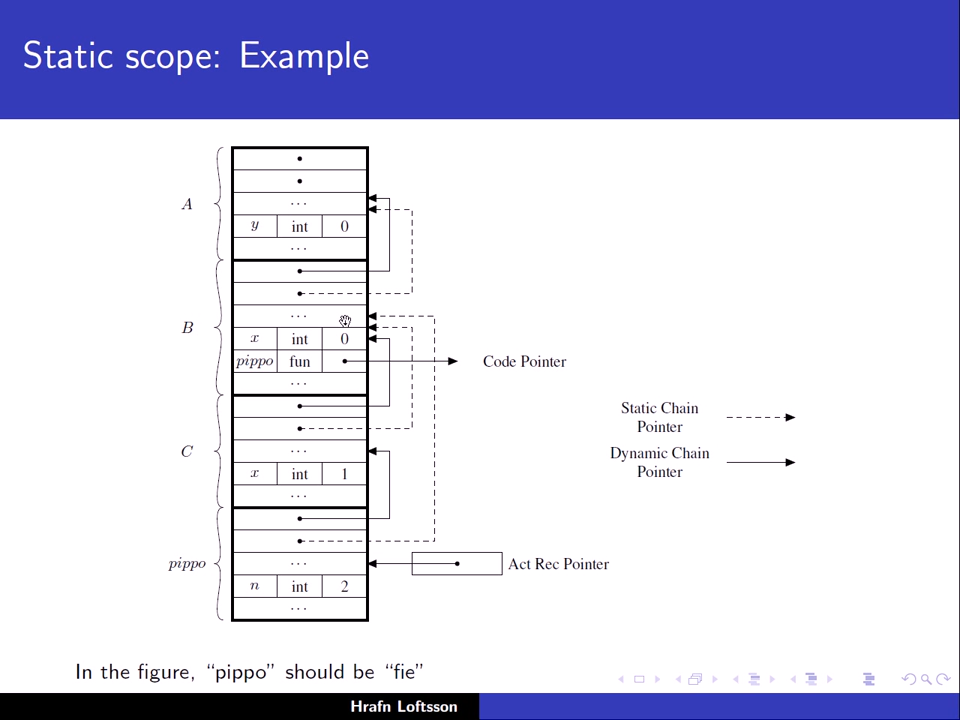 Static scope: Example
A
...
y int 0
...
B
...
x int 0
pippo fun
Code Pointer
...
Static Chain
Pointer
Dynamic Chain
Pointer
C
...
x int 1
...
pippo
...
Act Rec Pointer
n int 2
...
In the figure, “pippo” should be “fie”
Hrafn Loftsson